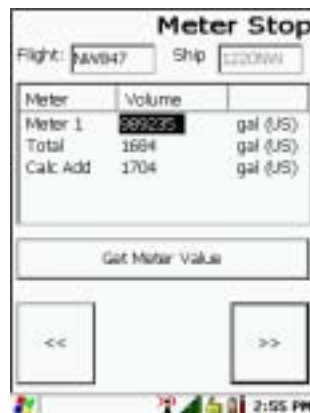 Meter Stop
Flight: NW847 Ship 1220NW
Meter Volume
Meter 1 989235 gal (US)
Total 1684 gal (US)
Calc Add 1704 gal (US)
Get Meter Value
<< >>
2:55 PM